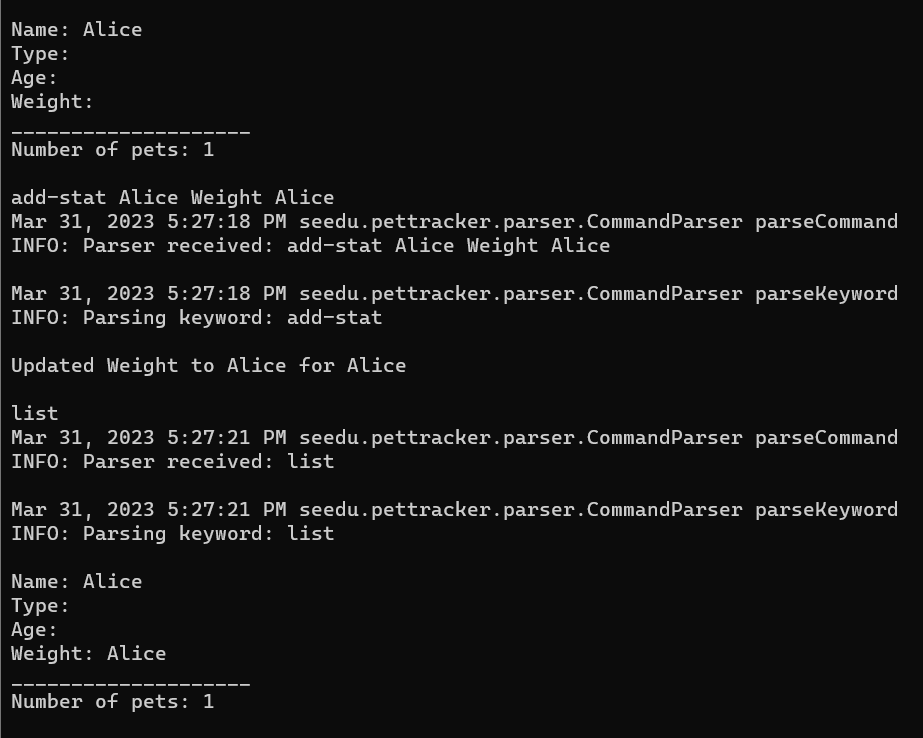 Name: Alice
Type:
Age:
Weight:
____________________
Number of pets: 1
add-stat Alice Weight Alice
Mar 31, 2023 5:27:18 PM seedu.pettracker.parser.CommandParser parseCommand
INFO: Parser received: add-stat Alice Weight Alice
Mar 31, 2023 5:27:18 PM seedu.pettracker.parser.CommandParser parseKeyword
INFO: Parsing keyword: add-stat
Updated Weight to Alice for Alice
list
Mar 31, 2023 5:27:21 PM seedu.pettracker.parser.CommandParser parseCommand
INFO: Parser received: list
Mar 31, 2023 5:27:21 PM seedu.pettracker.parser.CommandParser parseKeyword
INFO: Parsing keyword: list
Name: Alice
Type:
Age:
Weight: Alice
____________________
Number of pets: 1